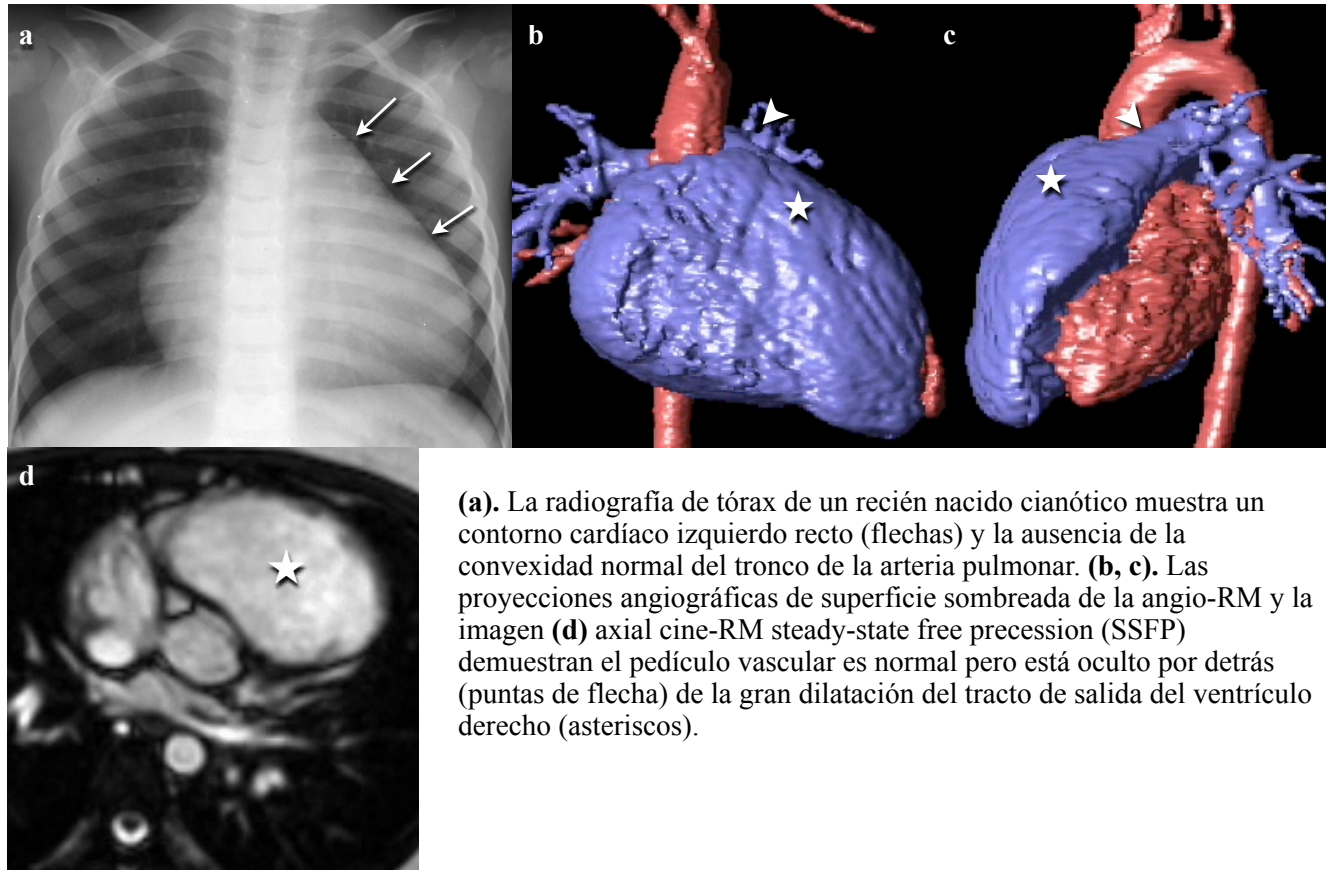 a
b
c
d
(a). La radiografía de tórax de un recién nacido cianótico muestra un
contorno cardíaco izquierdo recto (flechas) y la ausencia de la
convexidad normal del tronco de la arteria pulmonar. (b, c). Las
proyecciones angiográficas de superficie sombreada de la angio-RM y la
imagen (d) axial cine-RM steady-state free precession (SSFP)
demuestran el pedículo vascular es normal pero está oculto por detrás
(puntas de flecha) de la gran dilatación del tracto de salida del ventrículo
derecho (asteriscos).